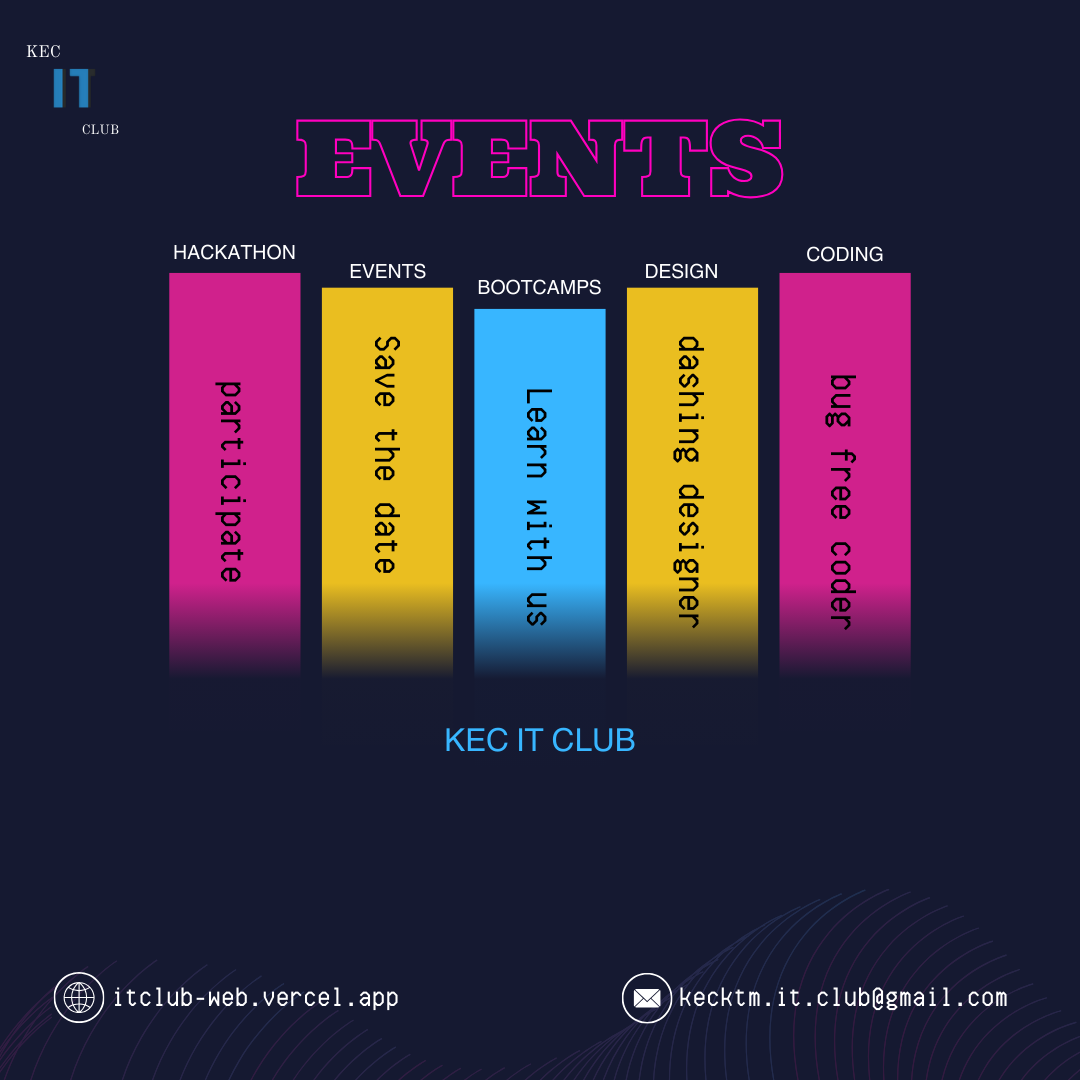 KEC
IT
CLUB
EVENTS
HACKATHON
participate
EVENTS
Save the date
BOOTCAMPS
Learn with us
DESIGN
dashing designer
CODING
bug free coder
KEC IT CLUB
itclub-web.vercel.app
kecktm.it.club@gmail.com